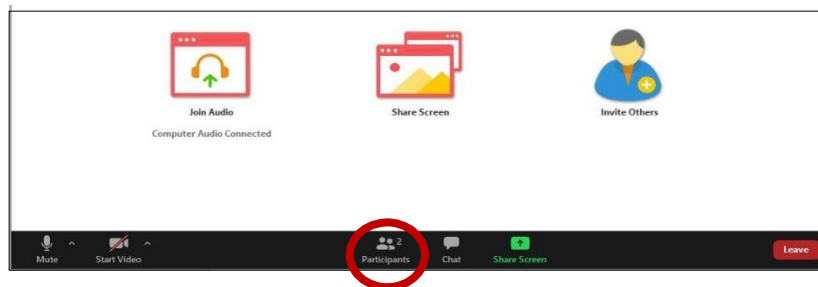 Join Audio
Share Screen
Invite Others
Computer Audio Connected
2
Mute
Start Video
Participants
Chat
Share Screen
Leave